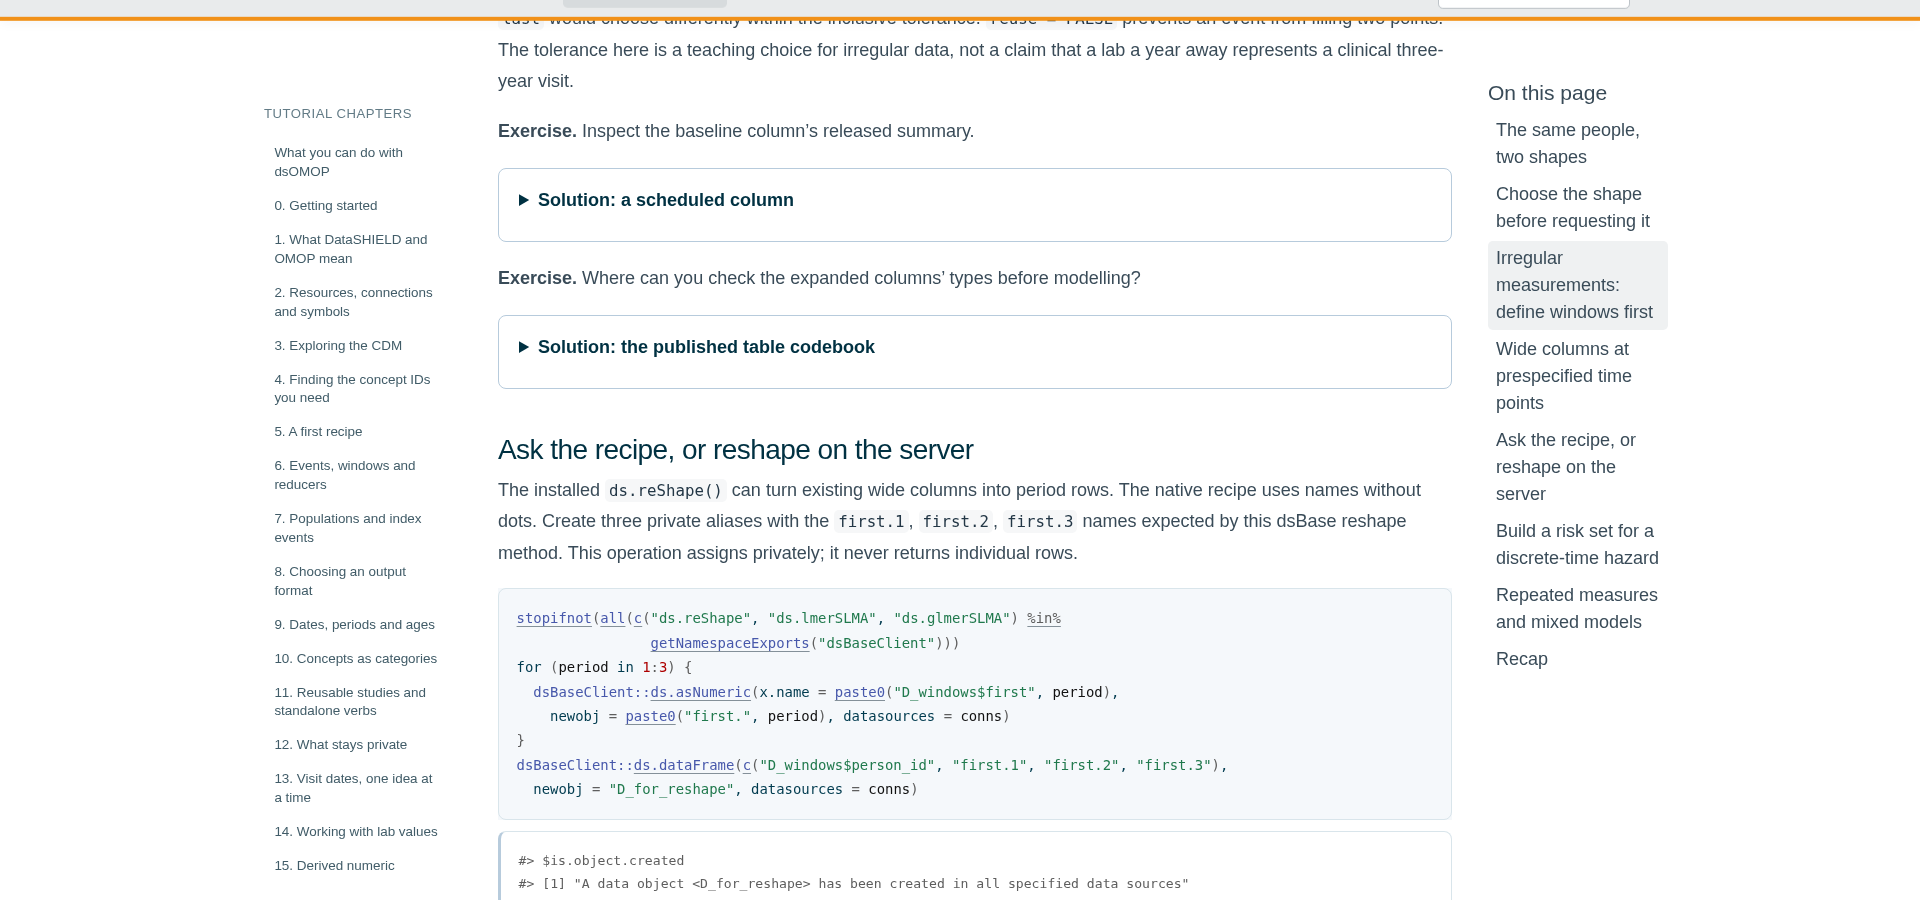 The tolerance here is a teaching choice for irregular data, not a claim that a lab a year away represents a clinical three-
year visit.
Exercise. Inspect the baseline column’s released summary.
▶ Solution: a scheduled column
Exercise. Where can you check the expanded columns’ types before modelling?
▶ Solution: the published table codebook
Ask the recipe, or reshape on the server
The installed ds.reShape() can turn existing wide columns into period rows. The native recipe uses names without
dots. Create three private aliases with the first.1, first.2, first.3 names expected by this dsBase reshape
method. This operation assigns privately; it never returns individual rows.
stopifnot(all(c("ds.reShape", "ds.lmerSLMA", "ds.glmerSLMA") %in%
                getNamespaceExports("dsBaseClient")))
for (period in 1:3) {
  dsBaseClient::ds.asNumeric(x.name = paste0("D_windows$first", period),
    newobj = paste0("first.", period), datasources = conns)
}
dsBaseClient::ds.dataFrame(c("D_windows$person_id", "first.1", "first.2", "first.3"),
  newobj = "D_for_reshape", datasources = conns)
#> $is.object.created
#> [1] "A data object <D_for_reshape> has been created in all specified data sources"
TUTORIAL CHAPTERS
What you can do with
dsOMOP
0. Getting started
1. What DataSHIELD and
OMOP mean
2. Resources, connections
and symbols
3. Exploring the CDM
4. Finding the concept IDs
you need
5. A first recipe
6. Events, windows and
reducers
7. Populations and index
events
8. Choosing an output
format
9. Dates, periods and ages
10. Concepts as categories
11. Reusable studies and
standalone verbs
12. What stays private
13. Visit dates, one idea at
a time
14. Working with lab values
15. Derived numeric
On this page
The same people,
two shapes
Choose the shape
before requesting it
Irregular
measurements:
define windows first
Wide columns at
prespecified time
points
Ask the recipe, or
reshape on the
server
Build a risk set for a
discrete-time hazard
Repeated measures
and mixed models
Recap